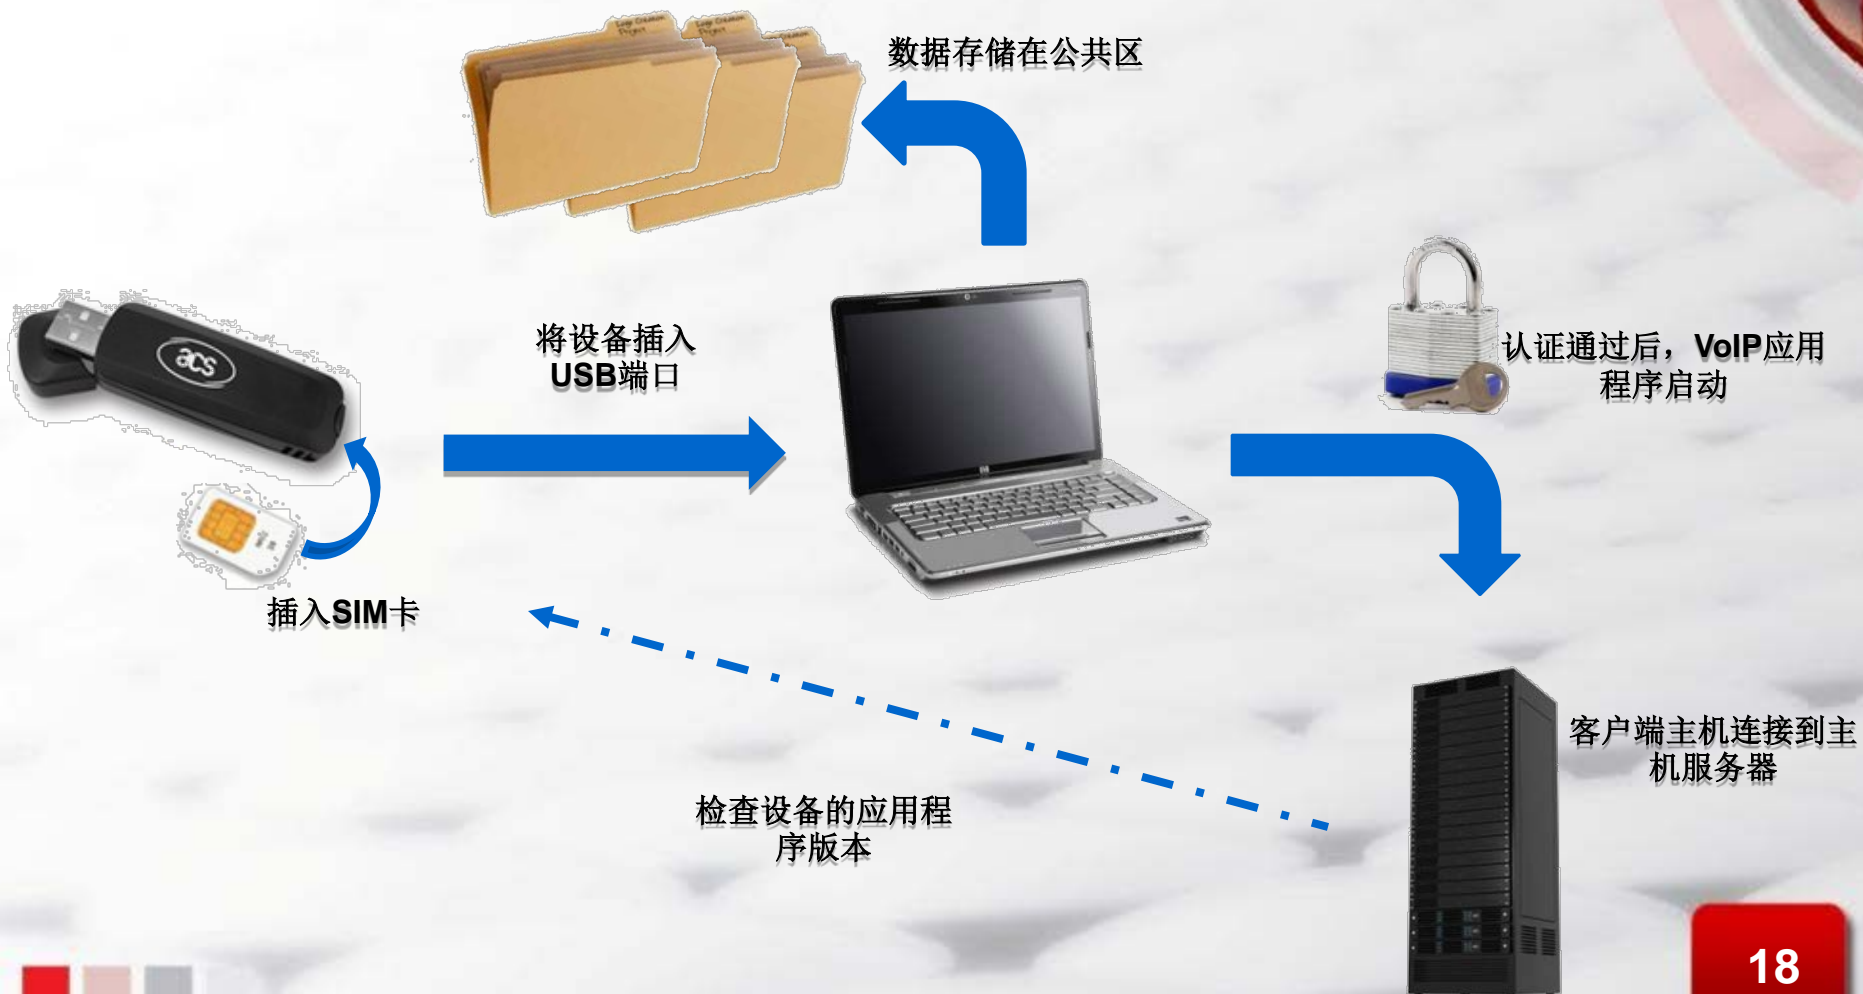 数据存储在公共区
将设备插入
USB端口
acs
认证通过后，VoIP应用
程序启动
插入SIM卡
客户端主机连接到主
机服务器
检查设备的应用程
序版本
18